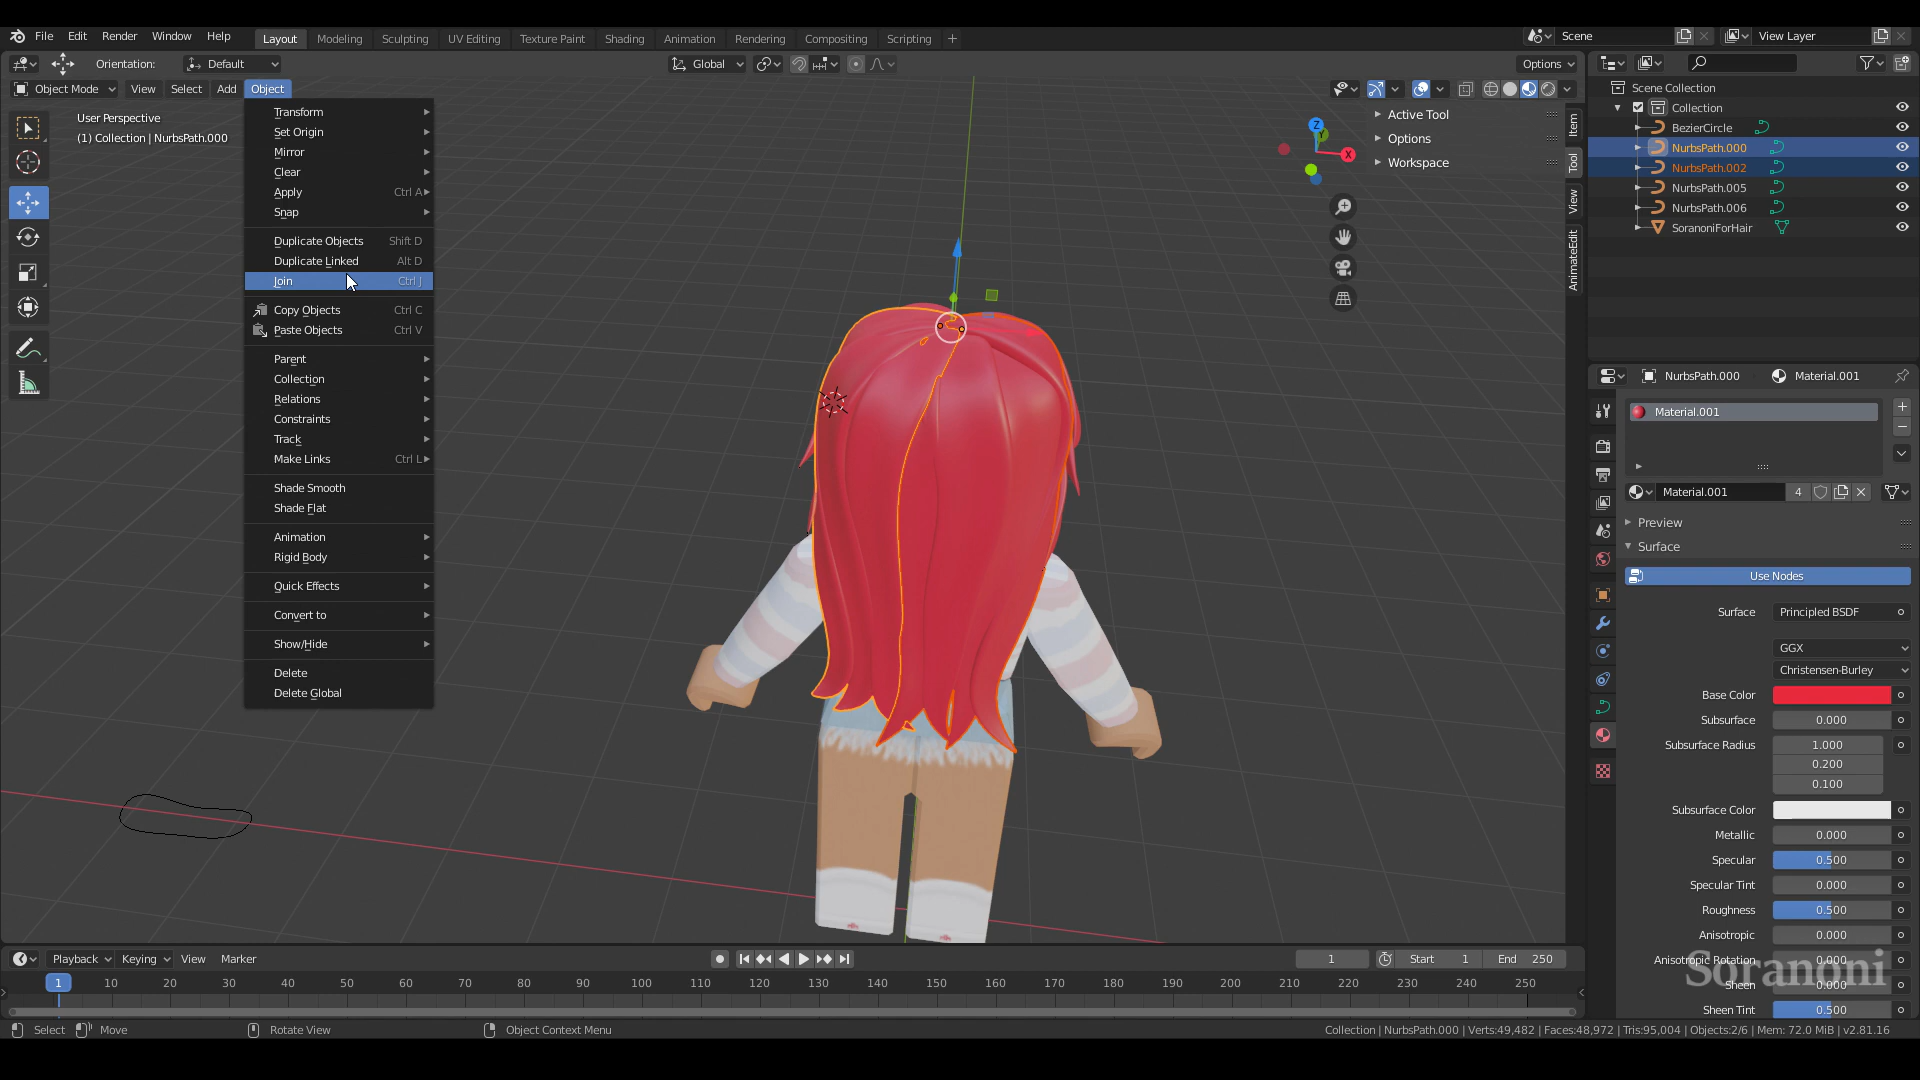 File Edit Render Window Help Layout Modeling Sculpting UV Editing Texture Paint Shading Animation Rendering Compositing Scripting + Scene View Layer
Orientation: Default Global Options
Object Mode View Select Add Object
User Perspective
(1) Collection | NurbsPath.000
Transform
Set Origin
Mirror
Clear
Apply Ctrl A
Snap
Duplicate Objects Shift D
Duplicate Linked Alt D
Join Ctrl J
Copy Objects Ctrl C
Paste Objects Ctrl V
Parent
Collection
Relations
Constraints
Track
Make Links Ctrl L
Shade Smooth
Shade Flat
Animation
Rigid Body
Quick Effects
Convert to
Show/Hide
Delete
Delete Global
Z
Y
X
Active Tool
Options
Workspace
Item
Tool
View
AnimateEdit
Scene Collection
Collection
BezierCircle
NurbsPath.000
NurbsPath.002
NurbsPath.005
NurbsPath.006
SoranoniForHair
NurbsPath.000 Material.001
Material.001
Material.001 4
Preview
Surface
Use Nodes
Surface Principled BSDF
GGX
Christensen-Burley
Base Color
Subsurface 0.000
Subsurface Radius 1.000
0.200
0.100
Subsurface Color
Metallic 0.000
Specular 0.500
Specular Tint 0.000
Roughness 0.500
Anisotropic 0.000
Anisotropic Rotation 0.000
Sheen 0.000
Sheen Tint 0.500
Soranoni
Playback Keying View Marker 1 Start 1 End 250
1 10 20 30 40 50 60 70 80 90 100 110 120 130 140 150 160 170 180 190 200 210 220 230 240 250
Select Move Rotate View Object Context Menu Collection | NurbsPath.000 | Verts:49,482 | Faces:48,972 | Tris:95,004 | Objects:2/6 | Mem: 72.0 MiB | v2.81.16